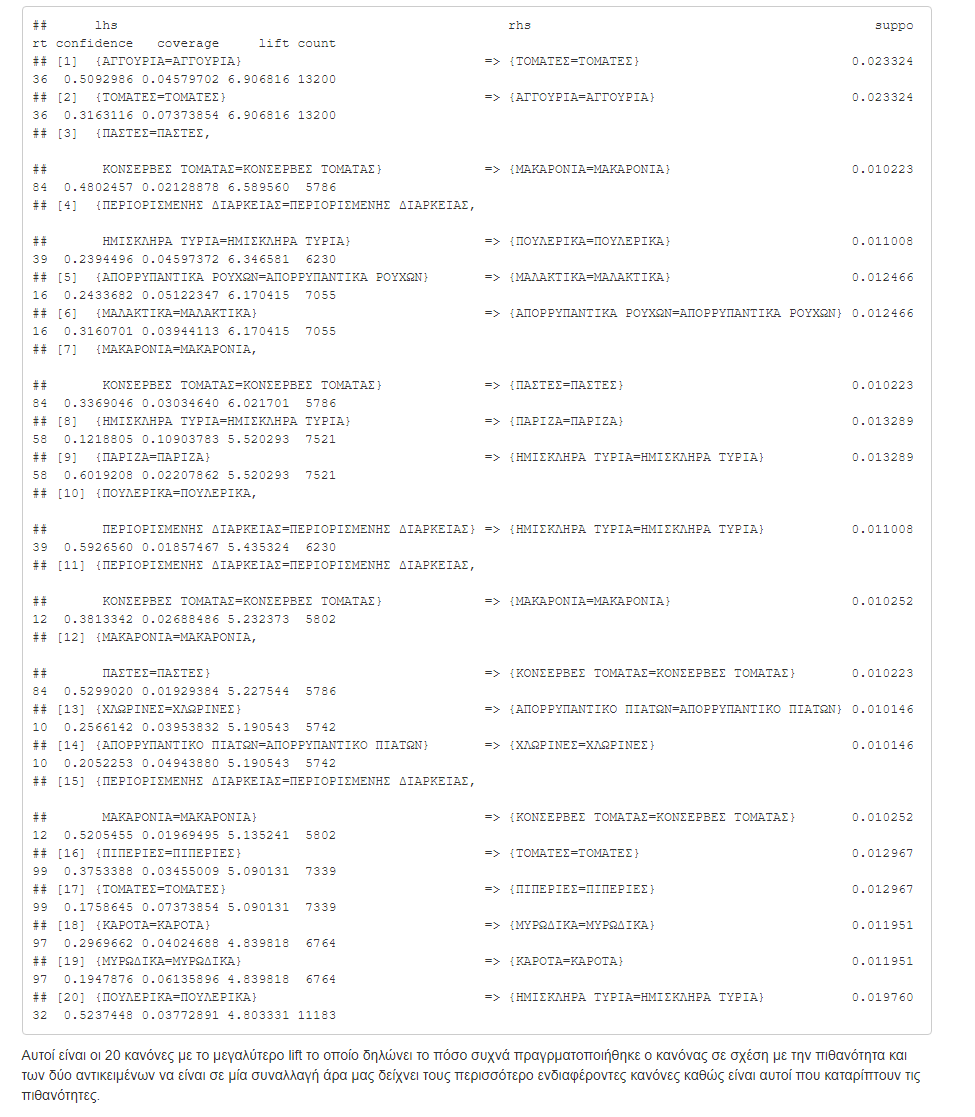 ## lhs rhs suppo
rt confidence coverage lift count
## [1] {ΑΓΓΟΥΡΙΑ=ΑΓΓΟΥΡΙΑ} => {ΤΟΜΑΤΕΣ=ΤΟΜΑΤΕΣ} 0.023324
36 0.5092986 0.04579702 6.906816 13200
## [2] {ΤΟΜΑΤΕΣ=ΤΟΜΑΤΕΣ} => {ΑΓΓΟΥΡΙΑ=ΑΓΓΟΥΡΙΑ} 0.023324
36 0.3163116 0.07373854 6.906816 13200
## [3] {ΠΑΣΤΕΣ=ΠΑΣΤΕΣ,
## ΚΟΝΣΕΡΒΕΣ ΤΟΜΑΤΑΣ=ΚΟΝΣΕΡΒΕΣ ΤΟΜΑΤΑΣ} => {ΜΑΚΑΡΟΝΙΑ=ΜΑΚΑΡΟΝΙΑ} 0.010223
84 0.4802457 0.02128878 6.589560 5786
## [4] {ΠΕΡΙΟΡΙΣΜΕΝΗΣ ΔΙΑΡΚΕΙΑΣ=ΠΕΡΙΟΡΙΣΜΕΝΗΣ ΔΙΑΡΚΕΙΑΣ,
## ΗΜΙΣΚΛΗΡΑ ΤΥΡΙΑ=ΗΜΙΣΚΛΗΡΑ ΤΥΡΙΑ} => {ΠΟΥΛΕΡΙΚΑ=ΠΟΥΛΕΡΙΚΑ} 0.011008
39 0.2394496 0.04597372 6.346581 6230
## [5] {ΑΠΟΡΡΥΠΑΝΤΙΚΑ ΡΟΥΧΩΝ=ΑΠΟΡΡΥΠΑΝΤΙΚΑ ΡΟΥΧΩΝ} => {ΜΑΛΑΚΤΙΚΑ=ΜΑΛΑΚΤΙΚΑ} 0.012466
16 0.2433682 0.05122347 6.170415 7055
## [6] {ΜΑΛΑΚΤΙΚΑ=ΜΑΛΑΚΤΙΚΑ} => {ΑΠΟΡΡΥΠΑΝΤΙΚΑ ΡΟΥΧΩΝ=ΑΠΟΡΡΥΠΑΝΤΙΚΑ ΡΟΥΧΩΝ} 0.012466
16 0.3160701 0.03944113 6.170415 7055
## [7] {ΜΑΚΑΡΟΝΙΑ=ΜΑΚΑΡΟΝΙΑ,
## ΚΟΝΣΕΡΒΕΣ ΤΟΜΑΤΑΣ=ΚΟΝΣΕΡΒΕΣ ΤΟΜΑΤΑΣ} => {ΠΑΣΤΕΣ=ΠΑΣΤΕΣ} 0.010223
84 0.3369046 0.03034640 6.021701 5786
## [8] {ΗΜΙΣΚΛΗΡΑ ΤΥΡΙΑ=ΗΜΙΣΚΛΗΡΑ ΤΥΡΙΑ} => {ΠΑΡΙΖΑ=ΠΑΡΙΖΑ} 0.013289
58 0.1218805 0.10903783 5.520293 7521
## [9] {ΠΑΡΙΖΑ=ΠΑΡΙΖΑ} => {ΗΜΙΣΚΛΗΡΑ ΤΥΡΙΑ=ΗΜΙΣΚΛΗΡΑ ΤΥΡΙΑ} 0.013289
58 0.6019208 0.02207862 5.520293 7521
## [10] {ΠΟΥΛΕΡΙΚΑ=ΠΟΥΛΕΡΙΚΑ,
## ΠΕΡΙΟΡΙΣΜΕΝΗΣ ΔΙΑΡΚΕΙΑΣ=ΠΕΡΙΟΡΙΣΜΕΝΗΣ ΔΙΑΡΚΕΙΑΣ} => {ΗΜΙΣΚΛΗΡΑ ΤΥΡΙΑ=ΗΜΙΣΚΛΗΡΑ ΤΥΡΙΑ} 0.011008
39 0.5926560 0.01857467 5.435324 6230
## [11] {ΠΕΡΙΟΡΙΣΜΕΝΗΣ ΔΙΑΡΚΕΙΑΣ=ΠΕΡΙΟΡΙΣΜΕΝΗΣ ΔΙΑΡΚΕΙΑΣ,
## ΚΟΝΣΕΡΒΕΣ ΤΟΜΑΤΑΣ=ΚΟΝΣΕΡΒΕΣ ΤΟΜΑΤΑΣ} => {ΜΑΚΑΡΟΝΙΑ=ΜΑΚΑΡΟΝΙΑ} 0.010252
12 0.3813342 0.02688486 5.232373 5802
## [12] {ΜΑΚΑΡΟΝΙΑ=ΜΑΚΑΡΟΝΙΑ,
## ΠΑΣΤΕΣ=ΠΑΣΤΕΣ} => {ΚΟΝΣΕΡΒΕΣ ΤΟΜΑΤΑΣ=ΚΟΝΣΕΡΒΕΣ ΤΟΜΑΤΑΣ} 0.010223
84 0.5299020 0.01929384 5.227544 5786
## [13] {ΧΛΩΡΙΝΕΣ=ΧΛΩΡΙΝΕΣ} => {ΑΠΟΡΡΥΠΑΝΤΙΚΟ ΠΙΑΤΩΝ=ΑΠΟΡΡΥΠΑΝΤΙΚΟ ΠΙΑΤΩΝ} 0.010146
10 0.2566142 0.03953832 5.190543 5742
## [14] {ΑΠΟΡΡΥΠΑΝΤΙΚΟ ΠΙΑΤΩΝ=ΑΠΟΡΡΥΠΑΝΤΙΚΟ ΠΙΑΤΩΝ} => {ΧΛΩΡΙΝΕΣ=ΧΛΩΡΙΝΕΣ} 0.010146
10 0.2052253 0.04943880 5.190543 5742
## [15] {ΠΕΡΙΟΡΙΣΜΕΝΗΣ ΔΙΑΡΚΕΙΑΣ=ΠΕΡΙΟΡΙΣΜΕΝΗΣ ΔΙΑΡΚΕΙΑΣ,
## ΜΑΚΑΡΟΝΙΑ=ΜΑΚΑΡΟΝΙΑ} => {ΚΟΝΣΕΡΒΕΣ ΤΟΜΑΤΑΣ=ΚΟΝΣΕΡΒΕΣ ΤΟΜΑΤΑΣ} 0.010252
12 0.5205455 0.01969495 5.135241 5802
## [16] {ΠΙΠΕΡΙΕΣ=ΠΙΠΕΡΙΕΣ} => {ΤΟΜΑΤΕΣ=ΤΟΜΑΤΕΣ} 0.012967
99 0.3753388 0.03455009 5.090131 7339
## [17] {ΤΟΜΑΤΕΣ=ΤΟΜΑΤΕΣ} => {ΠΙΠΕΡΙΕΣ=ΠΙΠΕΡΙΕΣ} 0.012967
99 0.1758645 0.07373854 5.090131 7339
## [18] {ΚΑΡΟΤΑ=ΚΑΡΟΤΑ} => {ΜΥΡΩΔΙΚΑ=ΜΥΡΩΔΙΚΑ} 0.011951
97 0.2969662 0.04024688 4.839818 6764
## [19] {ΜΥΡΩΔΙΚΑ=ΜΥΡΩΔΙΚΑ} => {ΚΑΡΟΤΑ=ΚΑΡΟΤΑ} 0.011951
97 0.1947876 0.06135896 4.839818 6764
## [20] {ΠΟΥΛΕΡΙΚΑ=ΠΟΥΛΕΡΙΚΑ} => {ΗΜΙΣΚΛΗΡΑ ΤΥΡΙΑ=ΗΜΙΣΚΛΗΡΑ ΤΥΡΙΑ} 0.019760
32 0.5237448 0.03772891 4.803331 11183
Αυτοί είναι οι 20 κανόνες με το μεγαλύτερο lift το οποίο δηλώνει το πόσο συχνά πραγματοποιήθηκε ο κανόνας σε σχέση με την πιθανότητα και
των δύο αντικειμένων να είναι σε μία συναλλαγή άρα μας δείχνει τους περισσότερο ενδιαφέροντες κανόνες καθώς είναι αυτοί που καταρίπτουν τις
πιθανότητες.